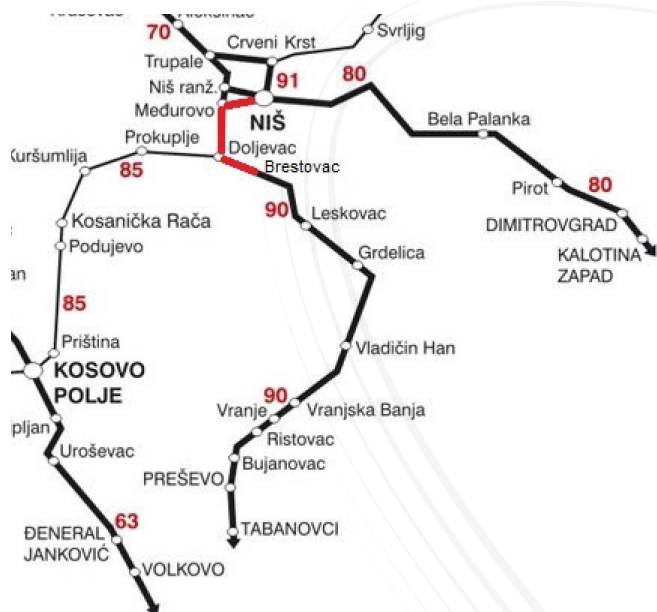 Aleksinac
70
Svrljig
Crveni Krst
Trupale
91
80
Niš ranž.
Međurovo
NIŠ
Bela Palanka
Prokuplje
Doljevac
Kuršumlija
85
Brestovac
Pirot
80
90
Leskovac
DIMITROVGRAD
Kosanička Rača
Podujevo
KALOTINA
ZAPAD
Grdelica
85
Priština
Vladičin Han
KOSOVO
POLJE
90
Vranje
Vranjska Banja
Ristovac
Uroševac
Bujanovac
PREŠEVO
63
ĐENERAL
JANKOVIĆ
TABANOVCI
VOLKOVO